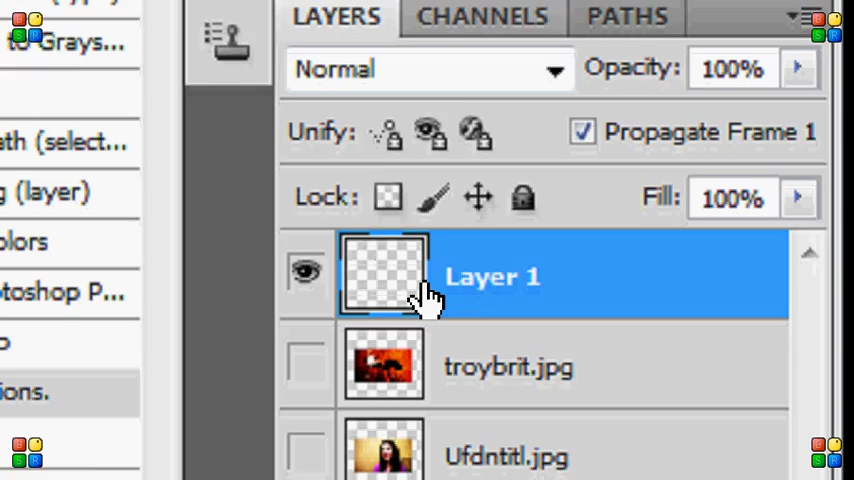 to Grays...
ath (select...
g (layer)
olors
otoshop P...
o
ions.
LAYERS CHANNELS PATHS
Normal Opacity: 100%
Unify: Propagate Frame 1
Lock: Fill: 100%
Layer 1
troybrit.jpg
Ufdntitl.jpg